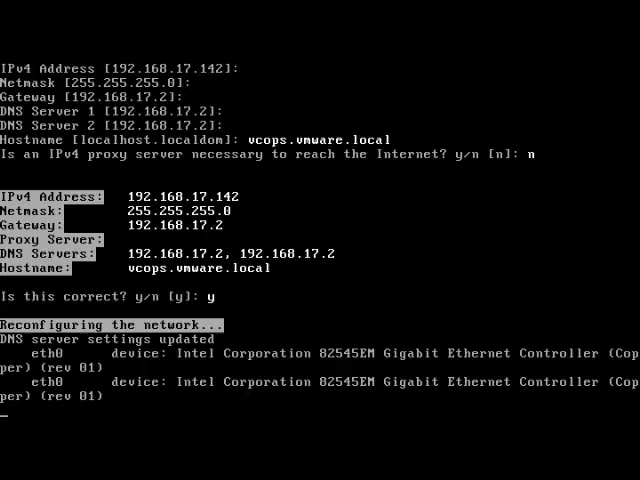 IPv4 Address [192.168.17.142]:
Netmask [255.255.255.0]:
Gateway [192.168.17.2]:
DNS Server 1 [192.168.17.2]:
DNS Server 2 [192.168.17.2]:
Hostname [localhost.localdom]: vcops.vmware.local
Is an IPv4 proxy server necessary to reach the Internet? y/n [n]: n
IPv4 Address: 192.168.17.142
Netmask: 255.255.255.0
Gateway: 192.168.17.2
Proxy Server:
DNS Servers: 192.168.17.2, 192.168.17.2
Hostname: vcops.vmware.local
Is this correct? y/n [y]: y
Reconfiguring the network...
DNS server settings updated
eth0 device: Intel Corporation 82545EM Gigabit Ethernet Controller (Cop
per) (rev 01)
eth0 device: Intel Corporation 82545EM Gigabit Ethernet Controller (Cop
per) (rev 01)
_